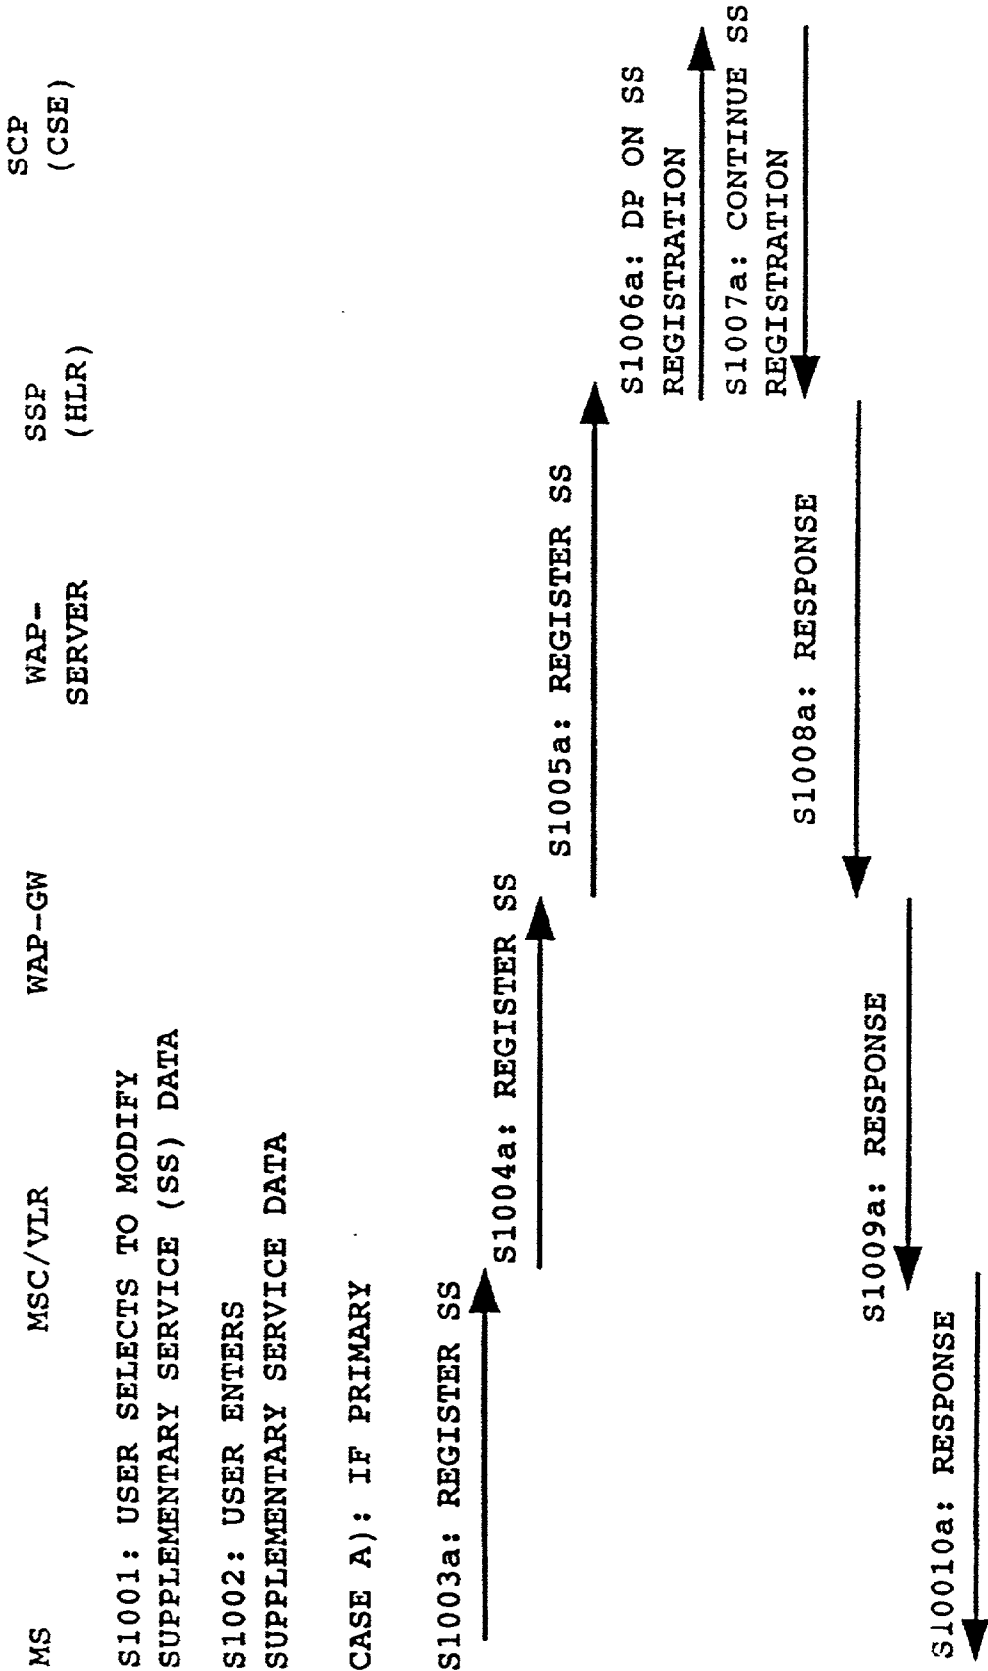 MS
MSC/VLR
WAP-GW
WAP-
SERVER
SSP
(HLR)
SCP
(CSE)
S1001: USER SELECTS TO MODIFY
SUPPLEMENTARY SERVICE (SS) DATA
S1002: USER ENTERS
SUPPLEMENTARY SERVICE DATA
CASE A): IF PRIMARY
S1003a: REGISTER SS
S1004a: REGISTER SS
S1005a: REGISTER SS
S1006a: DP ON SS
REGISTRATION
S1007a: CONTINUE SS
REGISTRATION
S1008a: RESPONSE
S1009a: RESPONSE
S10010a: RESPONSE